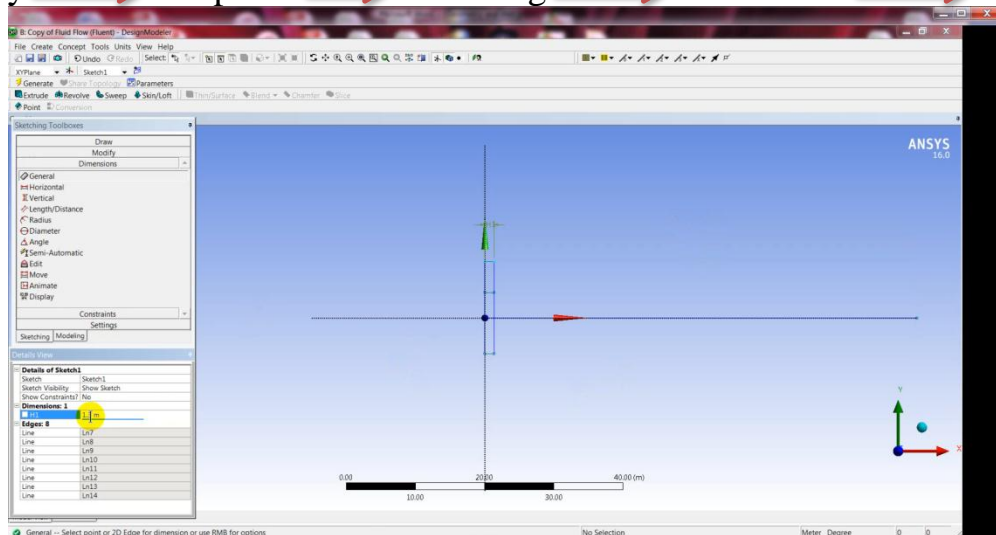 B: Copy of Fluid Flow (Fluent) - DesignModeler
File Create Concept Tools Units View Help
Undo Redo Select:
XYPlane Sketch1
Generate Share Topology Parameters
Extrude Revolve Sweep Skin/Loft Thin/Surface Blend Chamfer Slice
Point Conversion
Sketching Toolboxes
Draw
Modify
Dimensions
General
Horizontal
Vertical
Length/Distance
Radius
Diameter
Angle
Semi-Automatic
Edit
Move
Animate
Display
Constraints
Settings
Sketching Modeling
Details View
Details of Sketch1
Sketch Sketch1
Sketch Visibility Show Sketch
Show Constraints? No
Dimensions: 1
H1 m
Edges: 8
Line Ln7
Line Ln8
Line Ln9
Line Ln10
Line Ln11
Line Ln12
Line Ln13
Line Ln14
ANSYS
16.0
Y
X
0.00 20.00 40.00 (m)
10.00 30.00
General -- Select point or 2D Edge for dimension or use RMB for options No Selection Meter Degree 0 0